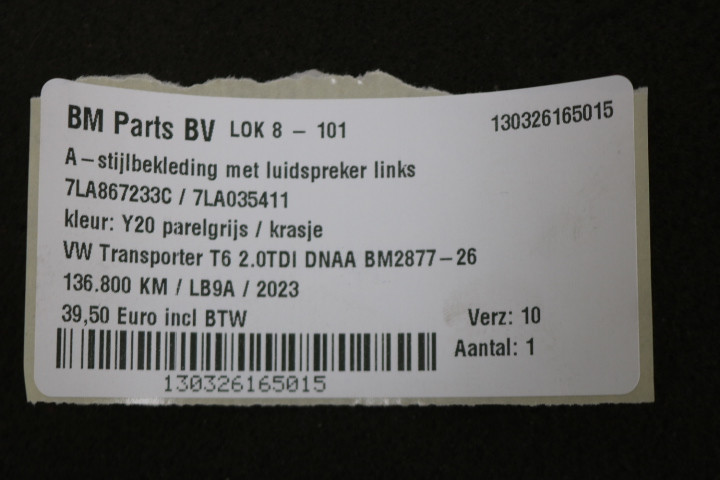 BM Parts BV LOK 8 – 101 130326165015
A–stijlbekleding met luidspreker links
7LA867233C / 7LA035411
kleur: Y20 parelgrijs / krasje
VW Transporter T6 2.0TDI DNAA BM2877–26
136.800 KM / LB9A / 2023
39,50 Euro incl BTW Verz: 10
Aantal: 1
130326165015